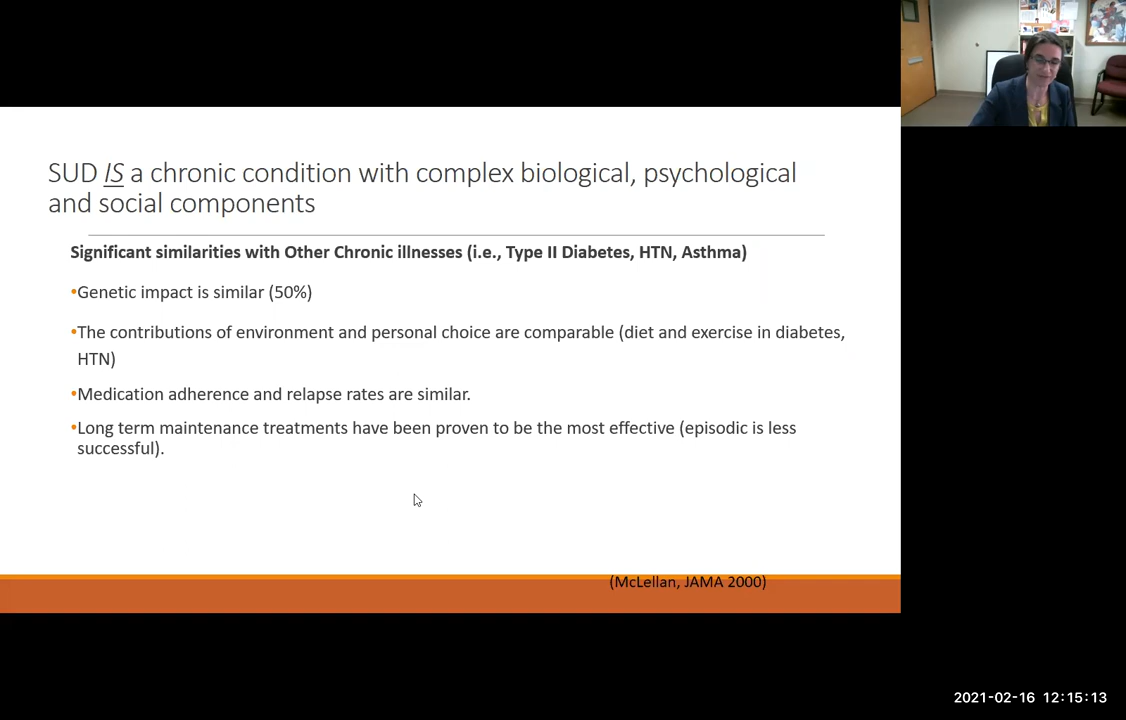 SUD IS a chronic condition with complex biological, psychological
and social components
Significant similarities with Other Chronic illnesses (i.e., Type II Diabetes, HTN, Asthma)
•Genetic impact is similar (50%)
•The contributions of environment and personal choice are comparable (diet and exercise in diabetes,
HTN)
•Medication adherence and relapse rates are similar.
•Long term maintenance treatments have been proven to be the most effective (episodic is less
successful).
(McLellan, JAMA 2000)
2021-02-16 12:15:13